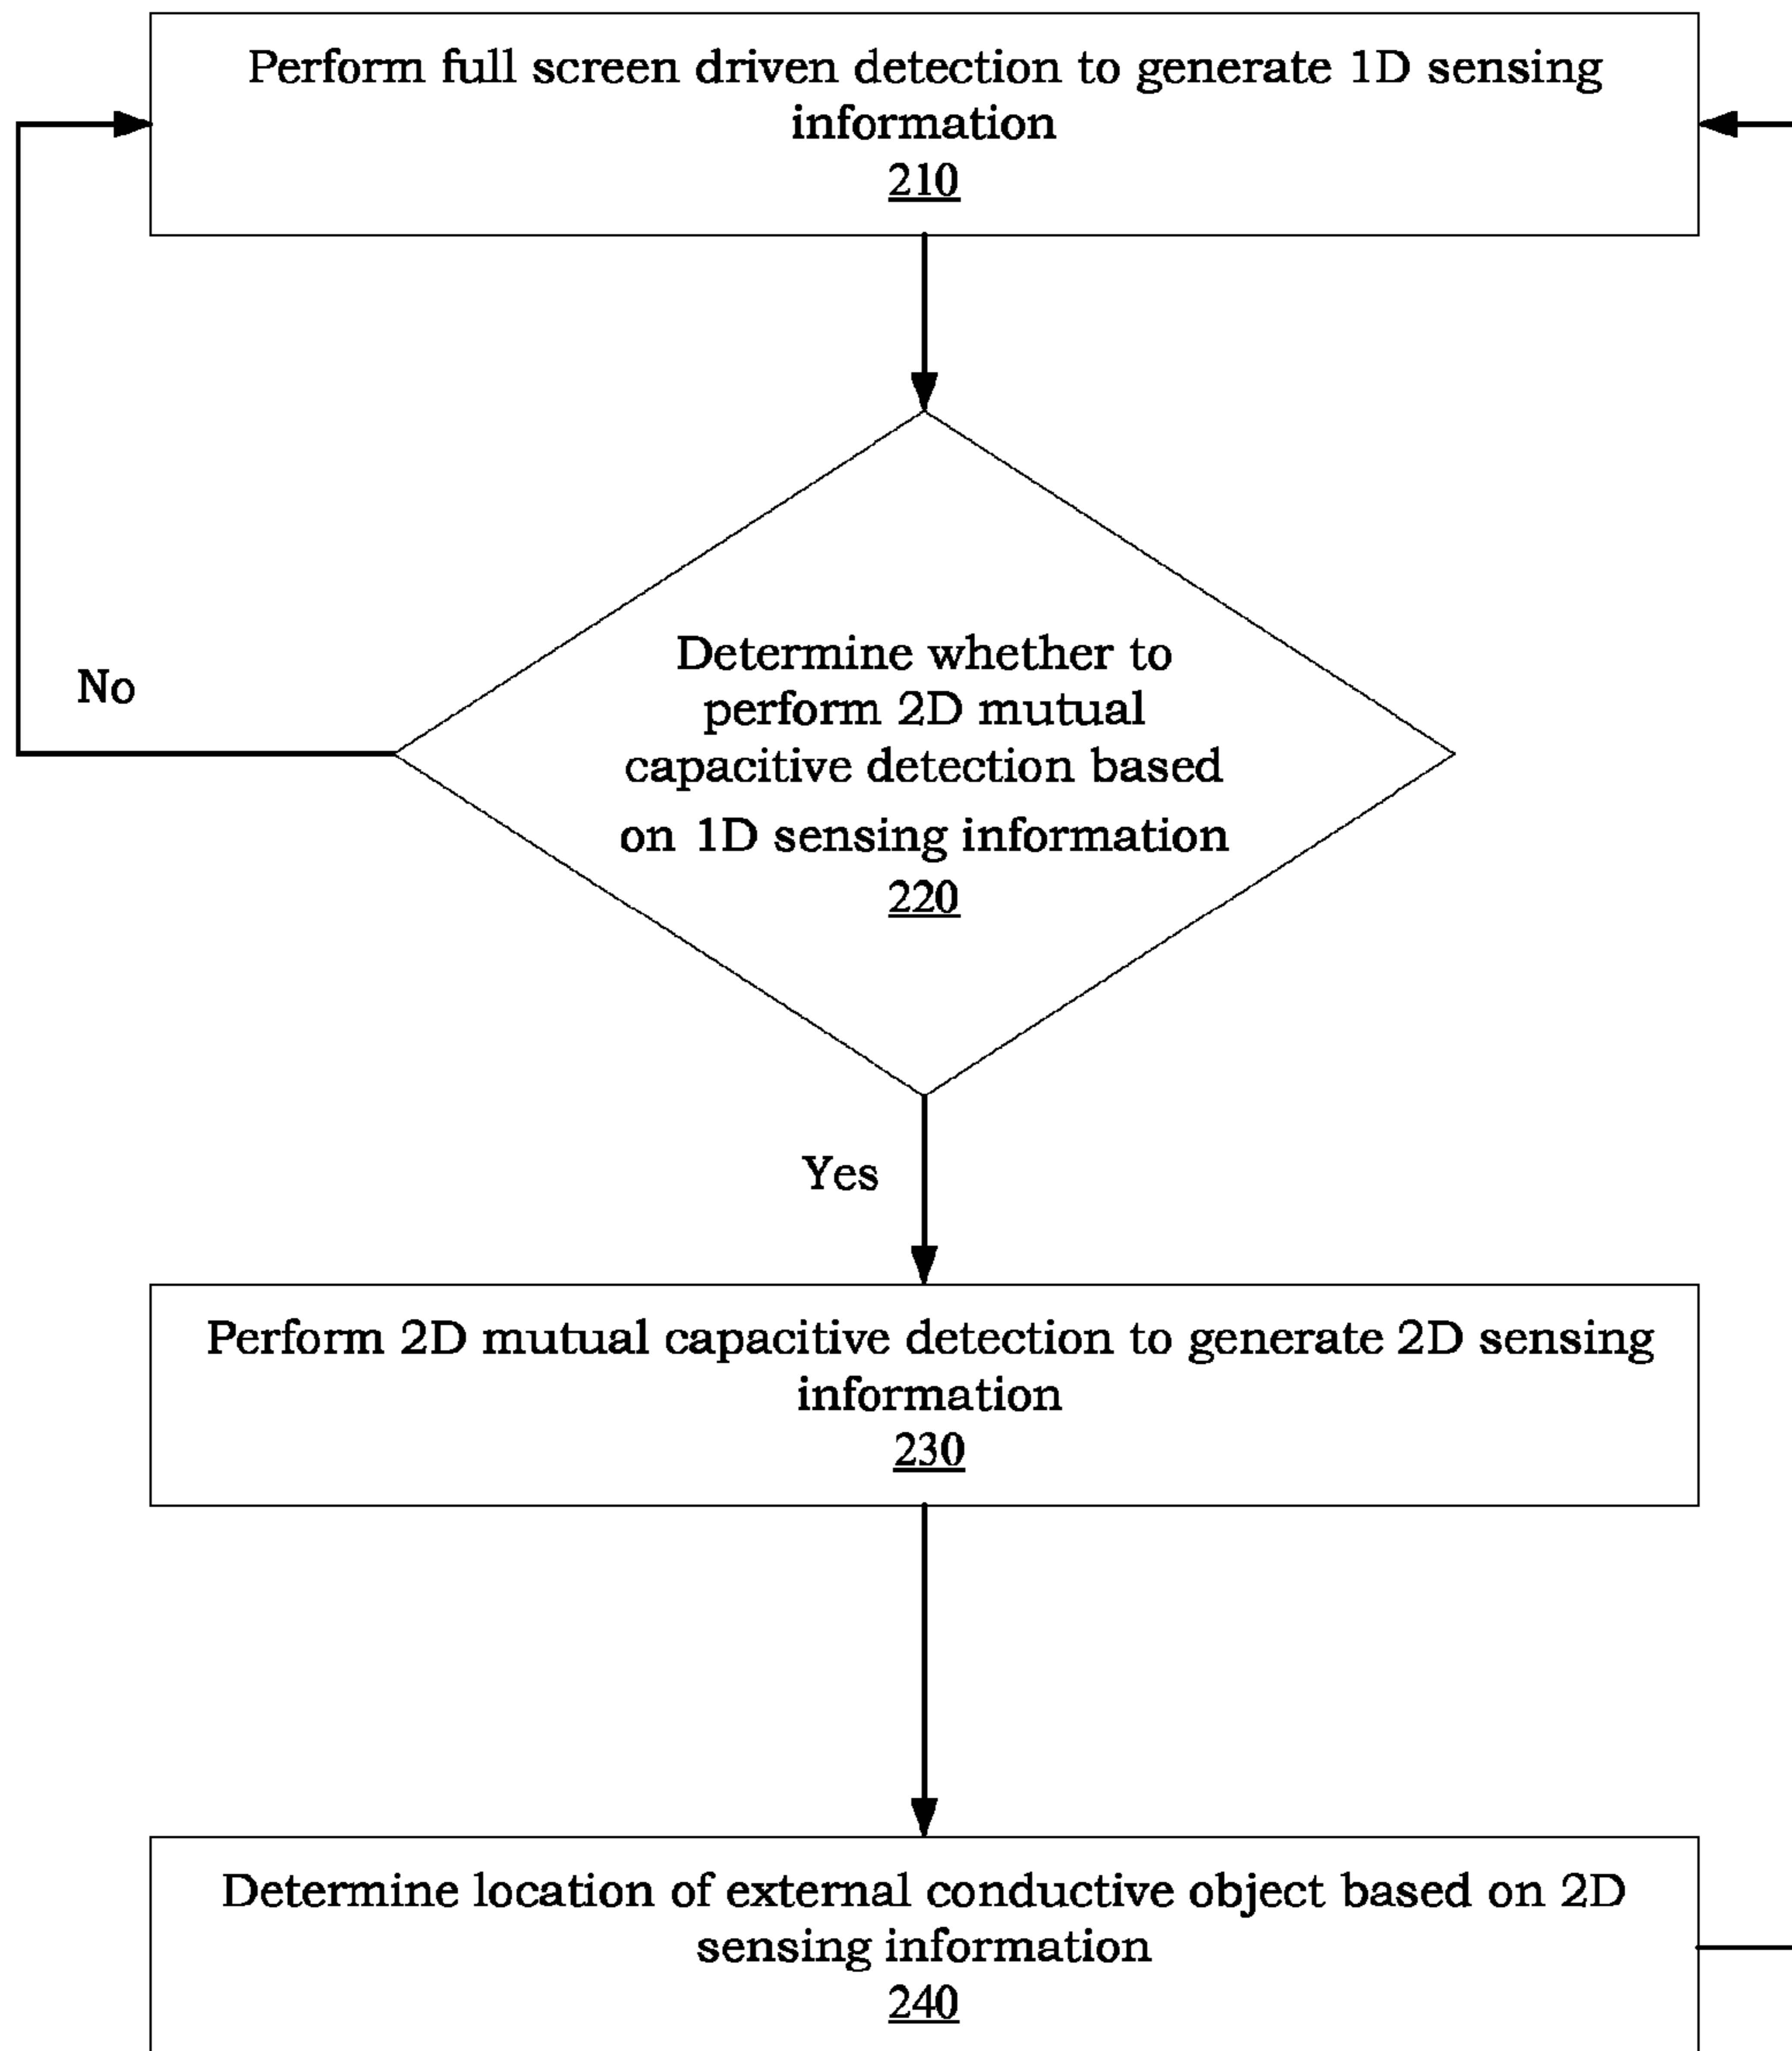 Perform full screen driven detection to generate 1D sensing
information
210
Determine whether to
perform 2D mutual
capacitive detection based
on 1D sensing information
220
No
Yes
Perform 2D mutual capacitive detection to generate 2D sensing
information
230
Determine location of external conductive object based on 2D
sensing information
240